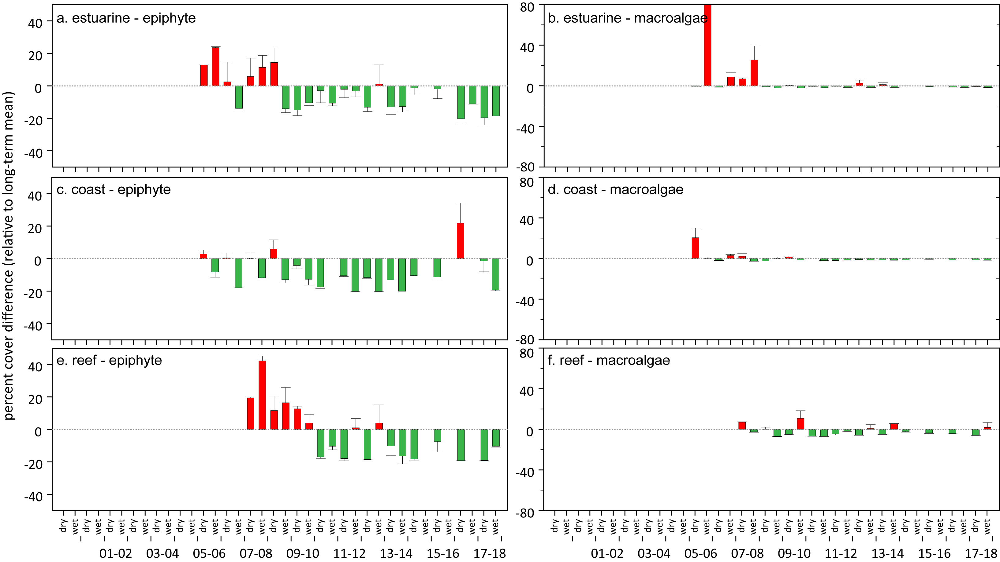 percent cover difference (relative to long-term mean)
a. estuarine - epiphyte
40
20
0
-20
-40
b. estuarine - macroalgae
80
40
0
-40
-80
c. coast - epiphyte
40
20
0
-20
-40
d. coast - macroalgae
80
40
0
-40
-80
e. reef - epiphyte
40
20
0
-20
-40
f. reef - macroalgae
80
40
0
-40
-80
dry wet dry wet dry wet dry wet dry wet dry wet dry wet dry wet dry wet dry wet dry wet dry wet dry wet dry wet dry wet dry wet dry wet dry wet dry wet
01-02 03-04 05-06 07-08 09-10 11-12 13-14 15-16 17-18
dry wet dry wet dry wet dry wet dry wet dry wet dry wet dry wet dry wet dry wet dry wet dry wet dry wet dry wet dry wet dry wet dry wet dry wet dry wet
01-02 03-04 05-06 07-08 09-10 11-12 13-14 15-16 17-18